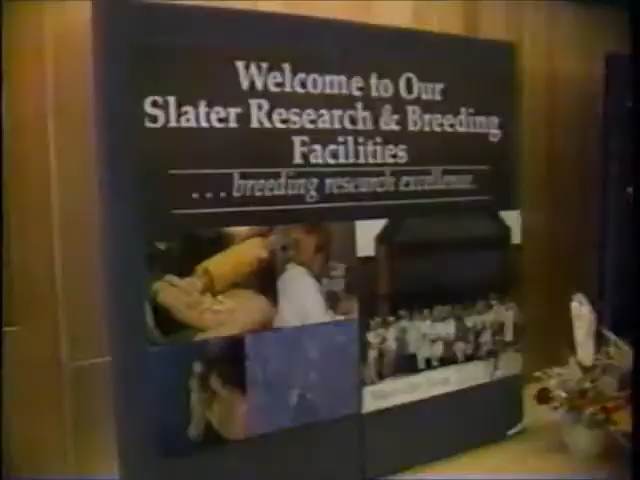 Welcome to Our
Slater Research & Breeding
Facilities
...breeding research excellence.